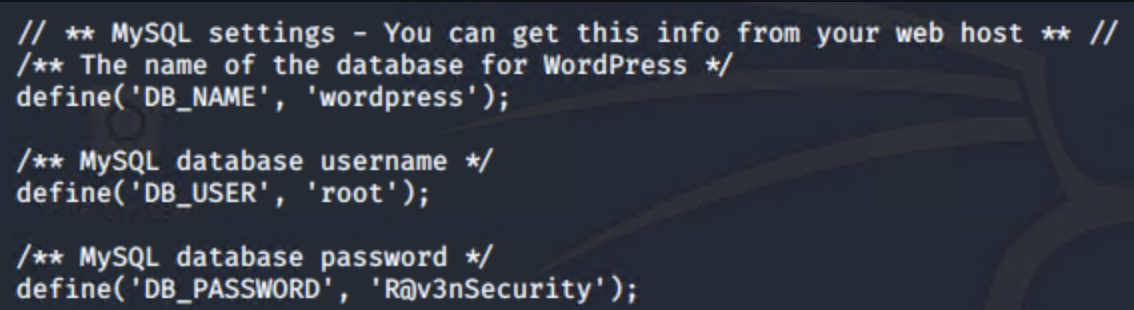 // ** MySQL settings - You can get this info from your web host ** //
/** The name of the database for WordPress */
define('DB_NAME', 'wordpress');
/** MySQL database username */
define('DB_USER', 'root');
/** MySQL database password */
define('DB_PASSWORD', 'R@v3nSecurity');